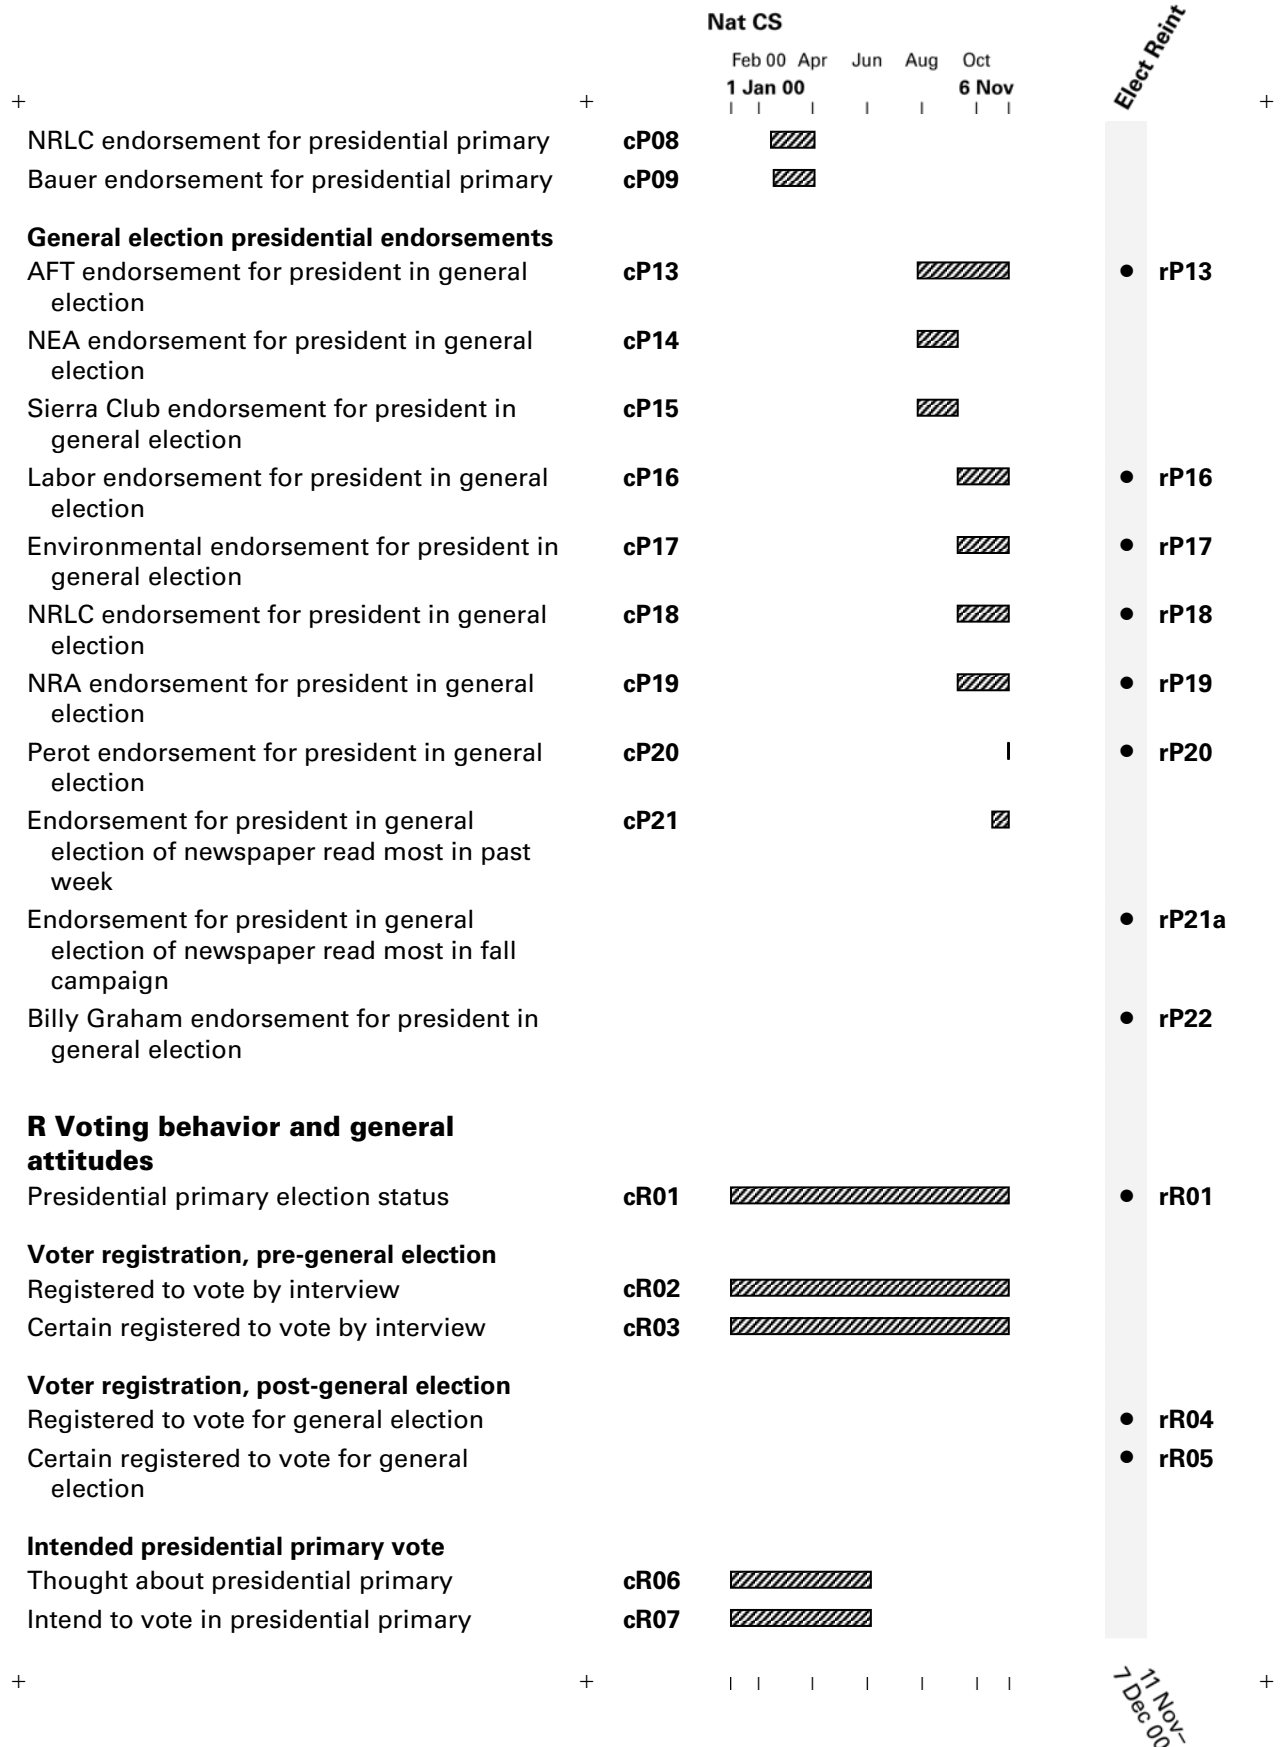 Nat CS
Elect Reint
Feb 00 Apr Jun Aug Oct
1 Jan 00 6 Nov
NRLC endorsement for presidential primary cP08
Bauer endorsement for presidential primary cP09
General election presidential endorsements
AFT endorsement for president in general cP13 rP13
election
NEA endorsement for president in general cP14
election
Sierra Club endorsement for president in cP15
general election
Labor endorsement for president in general cP16 rP16
election
Environmental endorsement for president in cP17 rP17
general election
NRLC endorsement for president in general cP18 rP18
election
NRA endorsement for president in general cP19 rP19
election
Perot endorsement for president in general cP20 rP20
election
Endorsement for president in general cP21
election of newspaper read most in past
week
Endorsement for president in general rP21a
election of newspaper read most in fall
campaign
Billy Graham endorsement for president in rP22
general election
R Voting behavior and general
attitudes
Presidential primary election status cR01 rR01
Voter registration, pre-general election
Registered to vote by interview cR02
Certain registered to vote by interview cR03
Voter registration, post-general election
Registered to vote for general election rR04
Certain registered to vote for general rR05
election
Intended presidential primary vote
Thought about presidential primary cR06
Intend to vote in presidential primary cR07
11 Nov–
7 Dec 00